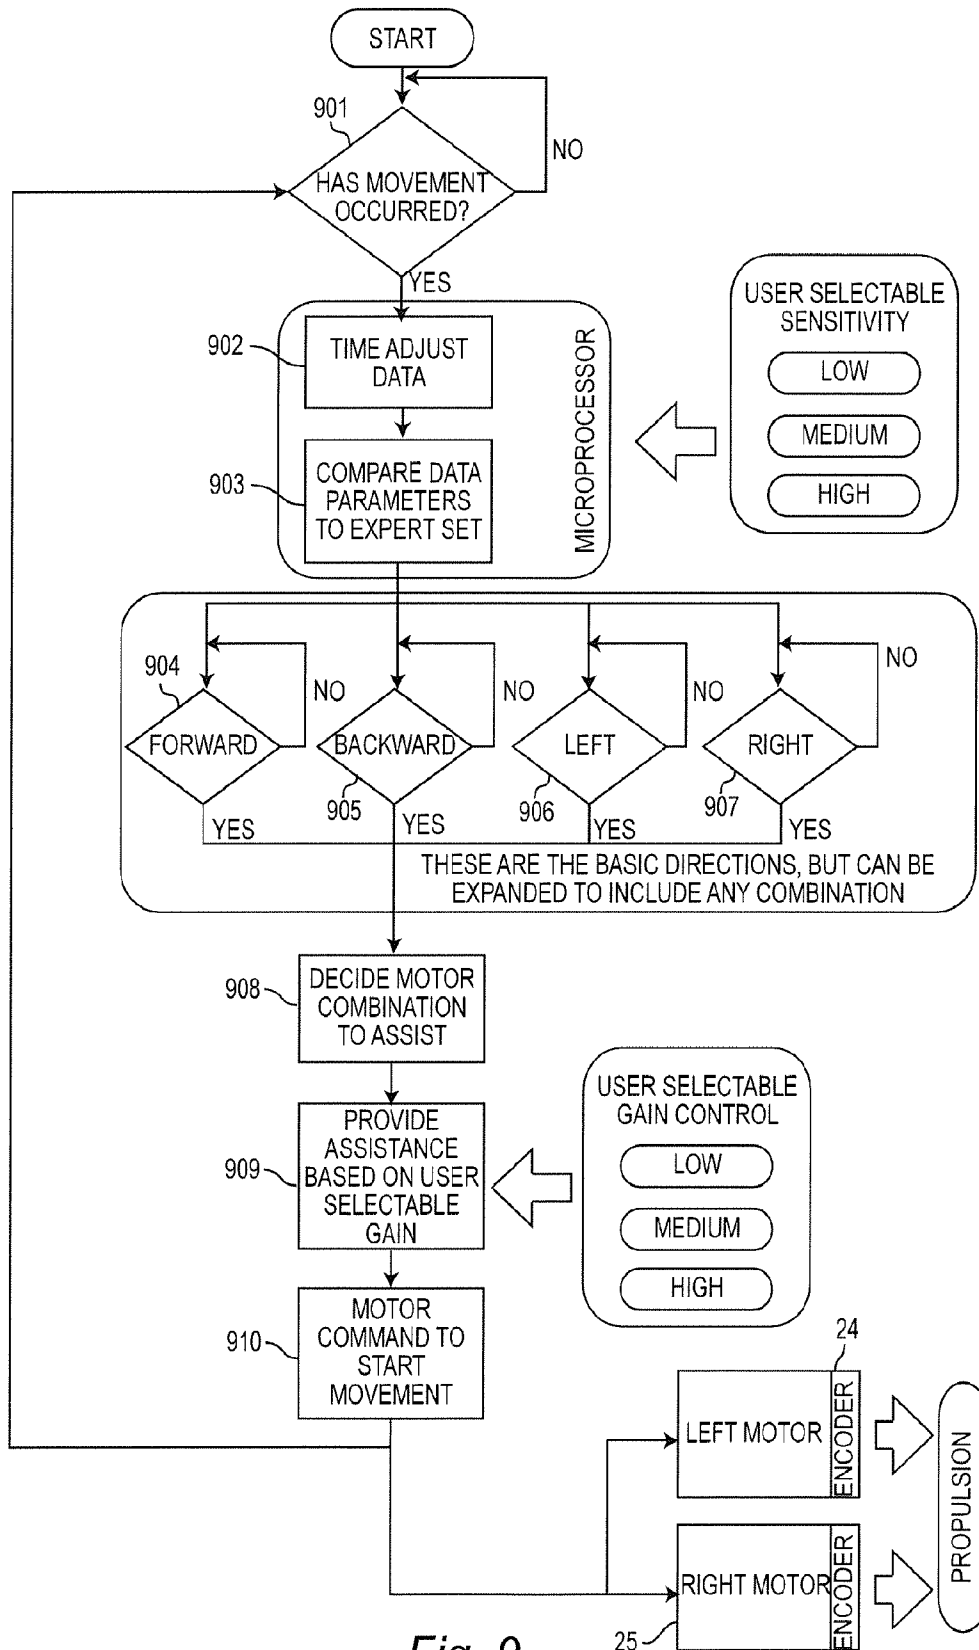 START
901
NO
HAS MOVEMENT
OCCURRED?
YES
902
TIME ADJUST
DATA
903
COMPARE DATA
PARAMETERS
TO EXPERT SET
MICROPROCESSOR
USER SELECTABLE
SENSITIVITY
LOW
MEDIUM
HIGH
904
FORWARD
NO
YES
BACKWARD
905
NO
YES
LEFT
906
NO
YES
RIGHT
907
NO
YES
THESE ARE THE BASIC DIRECTIONS, BUT CAN BE
EXPANDED TO INCLUDE ANY COMBINATION
908
DECIDE MOTOR
COMBINATION
TO ASSIST
909
PROVIDE
ASSISTANCE
BASED ON USER
SELECTABLE
GAIN
USER SELECTABLE
GAIN CONTROL
LOW
MEDIUM
HIGH
910
MOTOR
COMMAND TO
START
MOVEMENT
24
LEFT MOTOR
ENCODER
RIGHT MOTOR
ENCODER
25
PROPULSION
Fig. 9